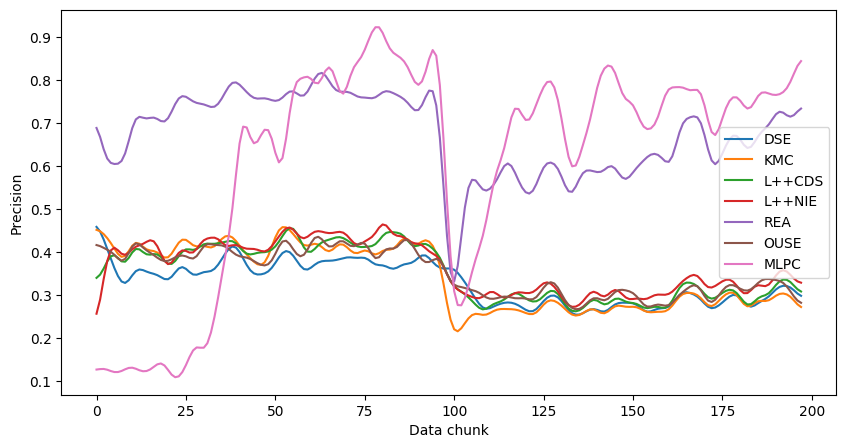 0.9
0.8
0.7
0.6
0.5
0.4
0.3
0.2
0.1
Precision
0
25
50
75
100
125
150
175
200
Data chunk
DSE
KMC
L++CDS
L++NIE
REA
OUSE
MLPC